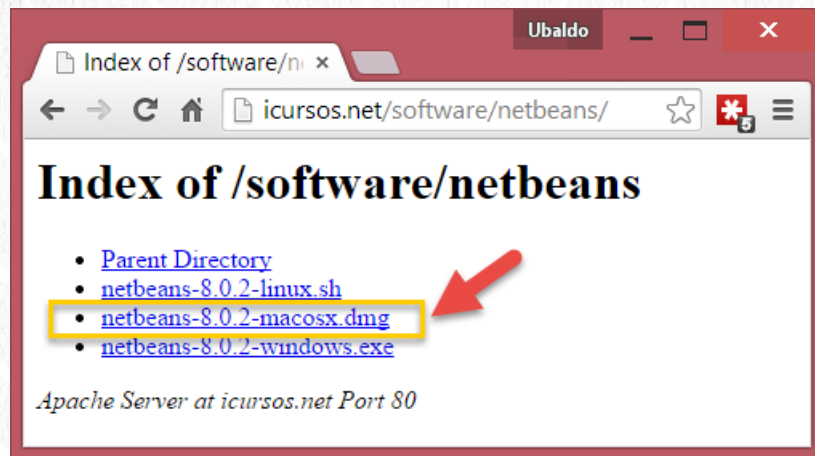 Ubaldo
Index of /software/n
icursos.net/software/netbeans/
5
Index of /software/netbeans
Parent Directory
netbeans-8.0.2-linux.sh
netbeans-8.0.2-macosx.dmg
netbeans-8.0.2-windows.exe
Apache Server at icursos.net Port 80